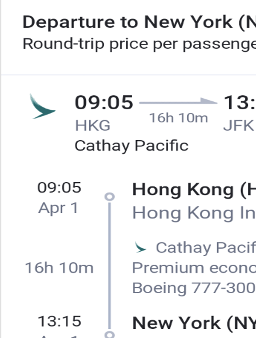 Departure to New York (N
Round-trip price per passenge
09:05 13:
16h 10m
HKG JFK
Cathay Pacific
09:05 Hong Kong (H
Apr 1 Hong Kong In
Cathay Pacif
16h 10m Premium econo
Boeing 777-300
13:15 New York (NY